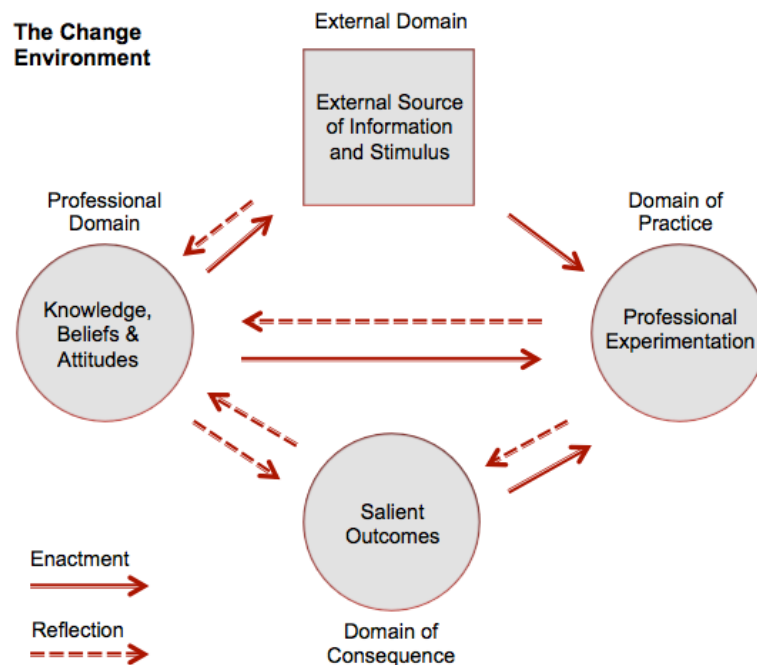 The Change
Environment
External Domain
External Source
of Information
and Stimulus
Professional
Domain
Domain of
Practice
Knowledge,
Beliefs &
Attitudes
Professional
Experimentation
Salient
Outcomes
Enactment
Reflection
Domain of
Consequence